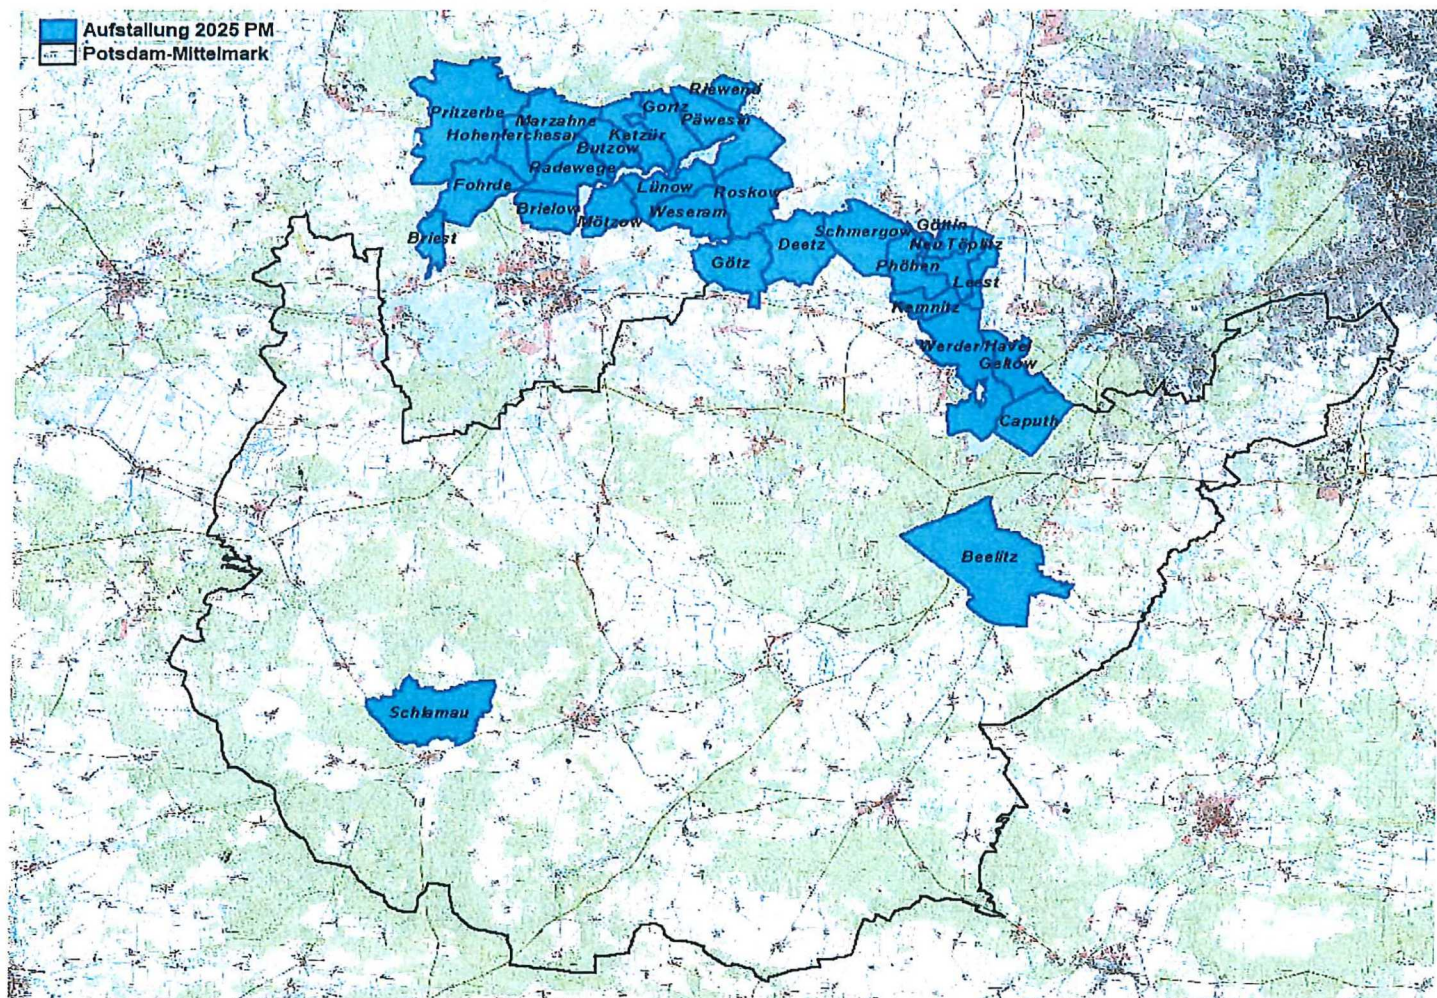 Aufstallung 2025 PM
Potsdam-Mittelmark
Riewend
Pritzerbe
Gortz
Marzahne
Päwesin
Hohenferchesar
Ketzür
Butzow
Radewege
Fohrde
Lünow
Roskow
Brielow
Weseram
Mötzow
Briest
Götz
Deetz
Schmergow
Göttin
Neu Töplitz
Phöben
Leest
Kemnitz
Werder/Havel
Geltow
Caputh
Beelitz
Schlamau